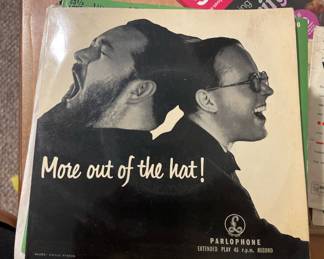 More out of the hat!
PARLOPHONE
EXTENDED PLAY 45 r.p.m. RECORD